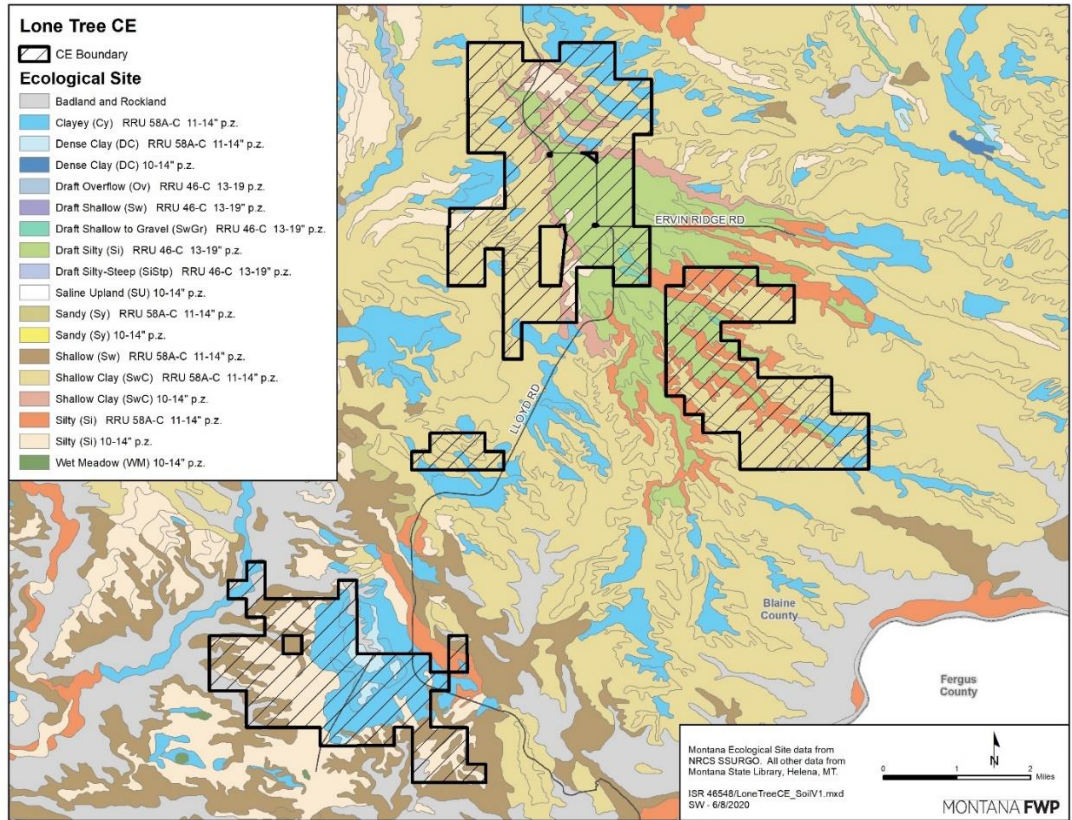 Lone Tree CE
CE Boundary
Ecological Site
Badland and Rockland
Clayey (Cy) RRU 58A-C 11-14" p.z.
Dense Clay (DC) RRU 58A-C 11-14" p.z.
Dense Clay (DC) 10-14" p.z.
Draft Overflow (Ov) RRU 46-C 13-19 p.z.
Draft Shallow (Sw) RRU 46-C 13-19" p.z.
Draft Shallow to Gravel (SwGr) RRU 46-C 13-19" p.z.
Draft Silty (Si) RRU 46-C 13-19" p.z.
Draft Silty-Steep (SiStp) RRU 46-C 13-19" p.z.
Saline Upland (SU) 10-14" p.z.
Sandy (Sy) RRU 58A-C 11-14" p.z.
Sandy (Sy) 10-14" p.z.
Shallow (Sw) RRU 58A-C 11-14" p.z.
Shallow Clay (SwC) RRU 58A-C 11-14" p.z.
Shallow Clay (SwC) 10-14" p.z.
Silty (Si) RRU 58A-C 11-14" p.z.
Silty (Si) 10-14" p.z.
Wet Meadow (WM) 10-14" p.z.
ERVIN RIDGE RD
LLOYD RD
Blaine
County
Fergus
County
Montana Ecological Site data from
NRCS SSURGO. All other data from
Montana State Library, Helena, MT.
ISR 46548/LoneTreeCE_SoilV1.mxd
SW - 6/8/2020
N
0 1 2
Miles
MONTANA FWP